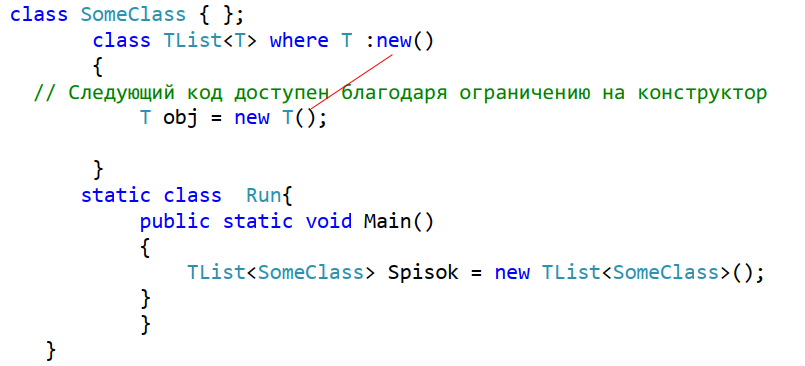 class SomeClass { };
class TList<T> where T :new()
{
// Следующий код доступен благодаря ограничению на конструктор
T obj = new T();
}
static class  Run{
public static void Main()
{
TList<SomeClass> Spisok = new TList<SomeClass>();
}
}
}